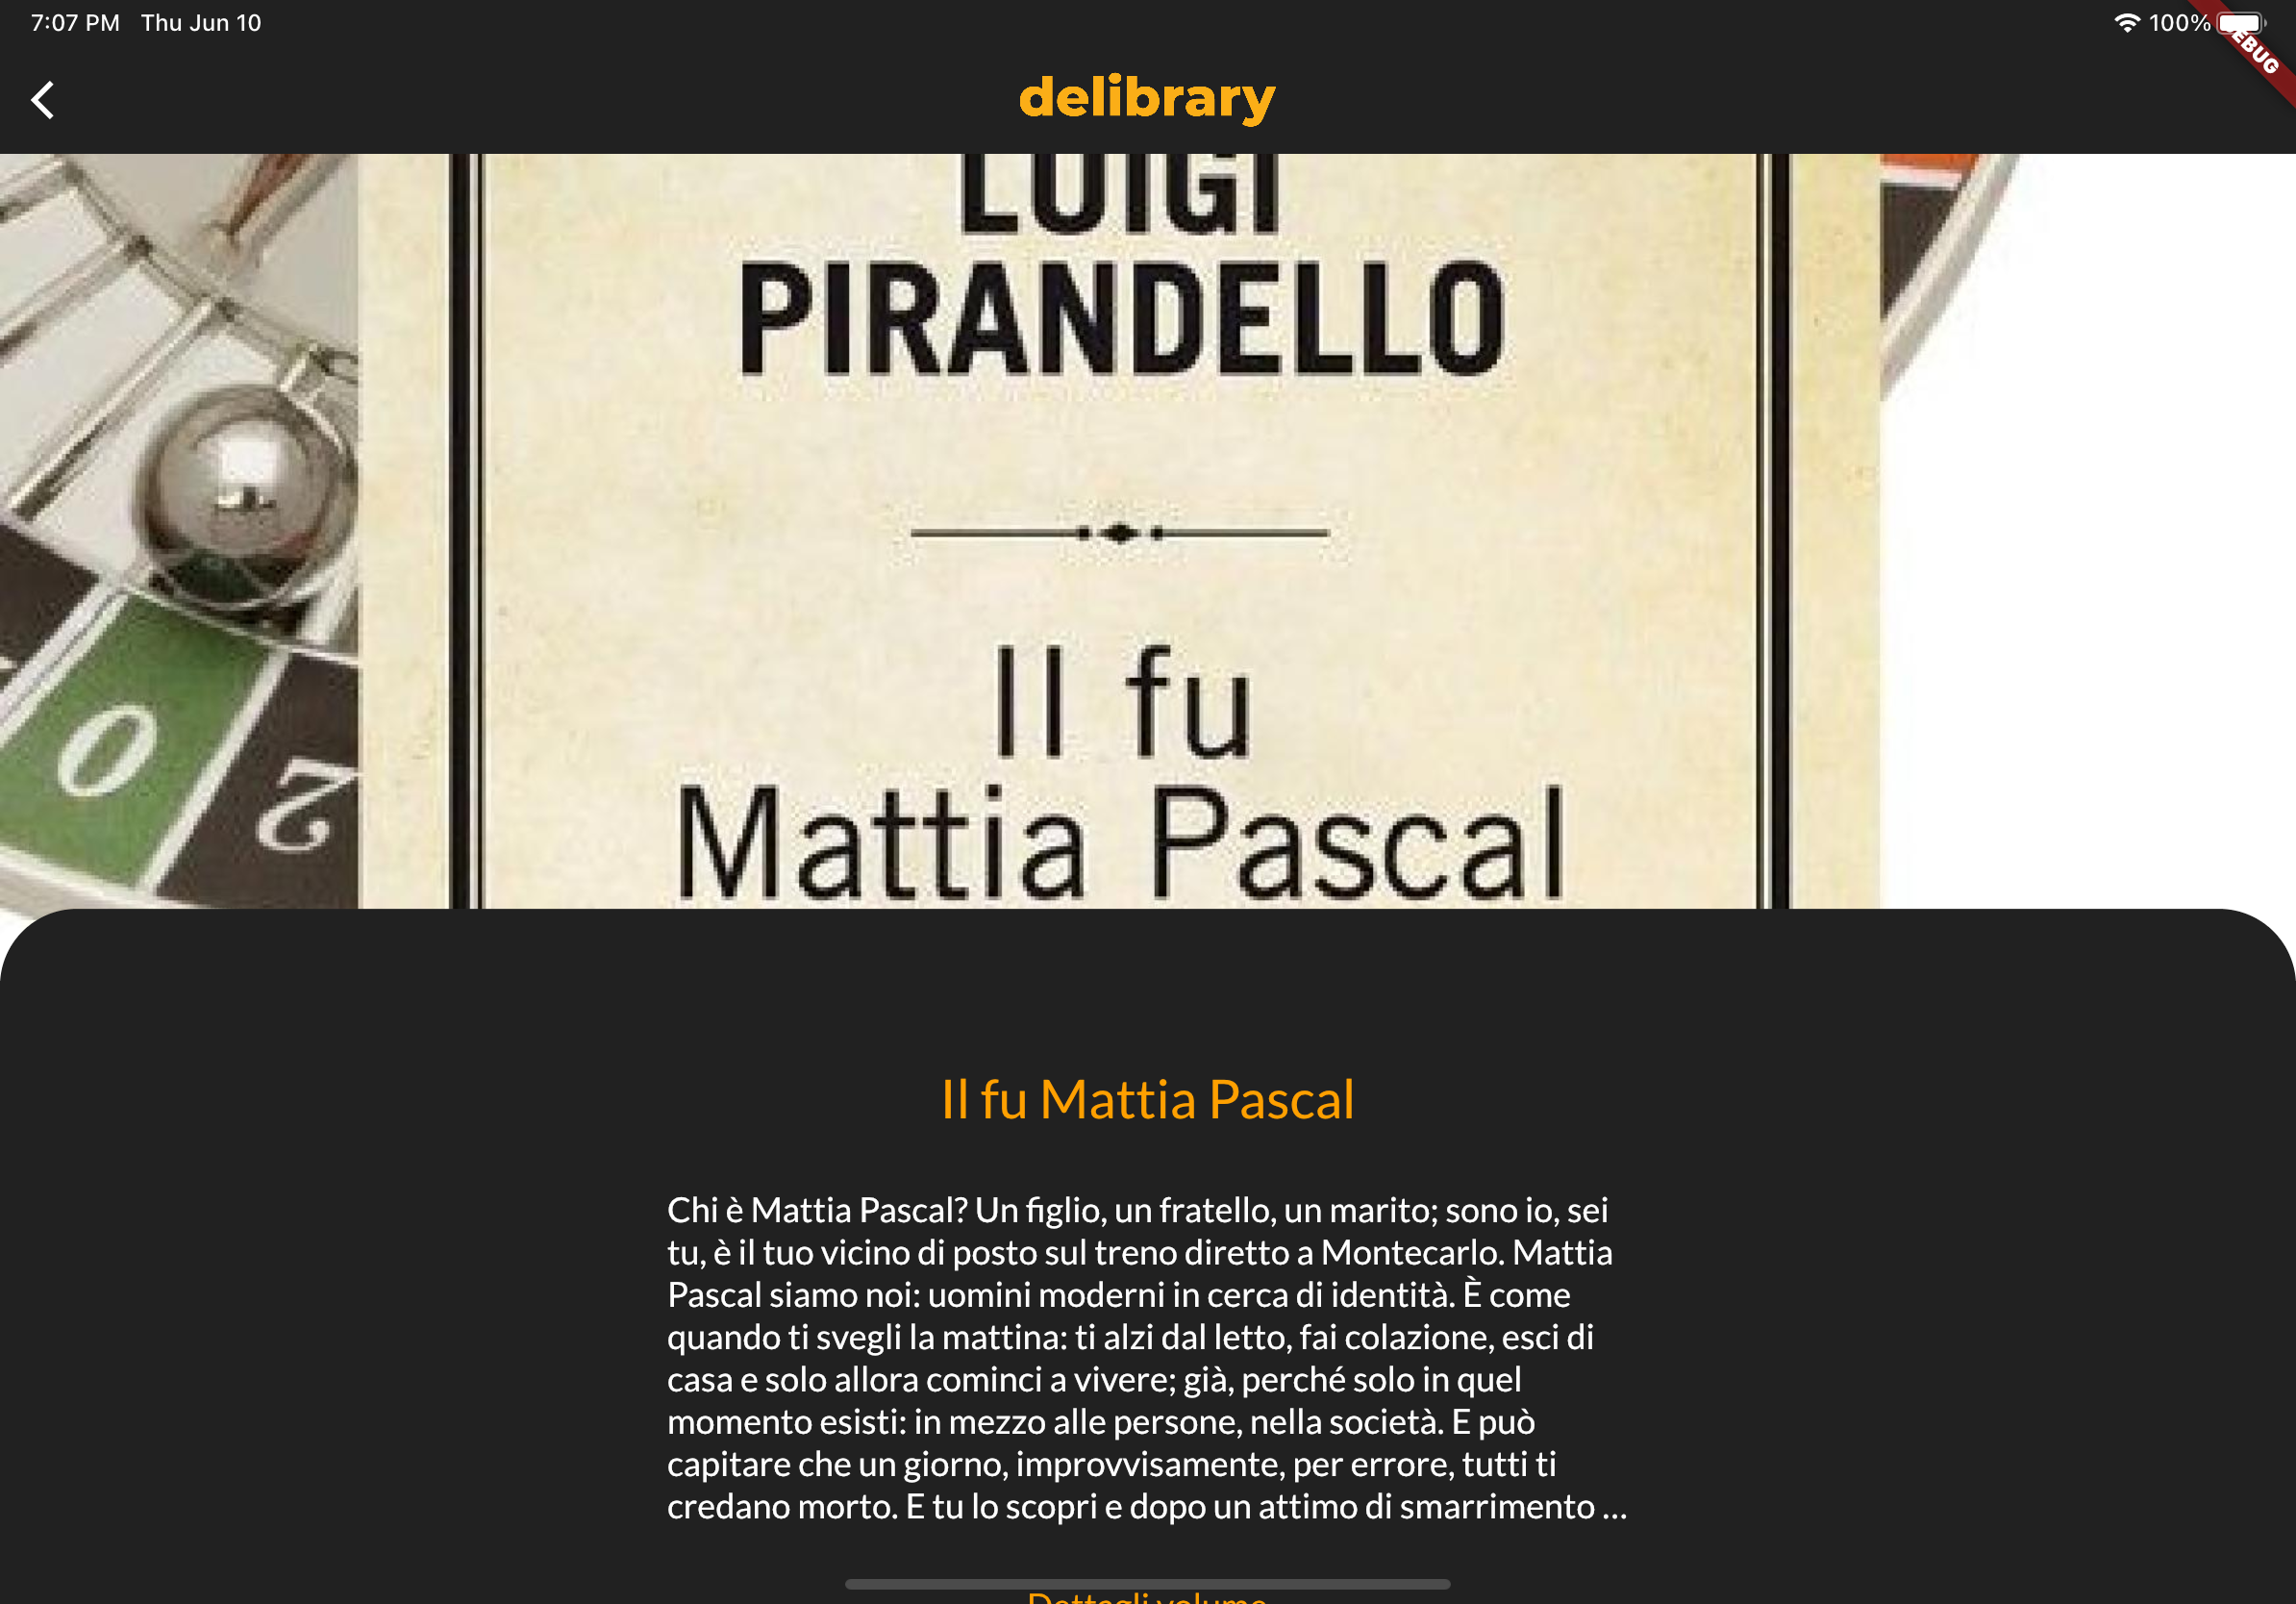 7:07 PM Thu Jun 10
100%
EBUG
delibrary
LUIGI
PIRANDELLO
Il fu
Mattia Pascal
0
2
Il fu Mattia Pascal
Chi è Mattia Pascal? Un figlio, un fratello, un marito; sono io, sei
tu, è il tuo vicino di posto sul treno diretto a Montecarlo. Mattia
Pascal siamo noi: uomini moderni in cerca di identità. È come
quando ti svegli la mattina: ti alzi dal letto, fai colazione, esci di
casa e solo allora cominci a vivere; già, perché solo in quel
momento esisti: in mezzo alle persone, nella società. E può
capitare che un giorno, improvvisamente, per errore, tutti ti
credano morto. E tu lo scopri e dopo un attimo di smarrimento ...
Dettagli volume